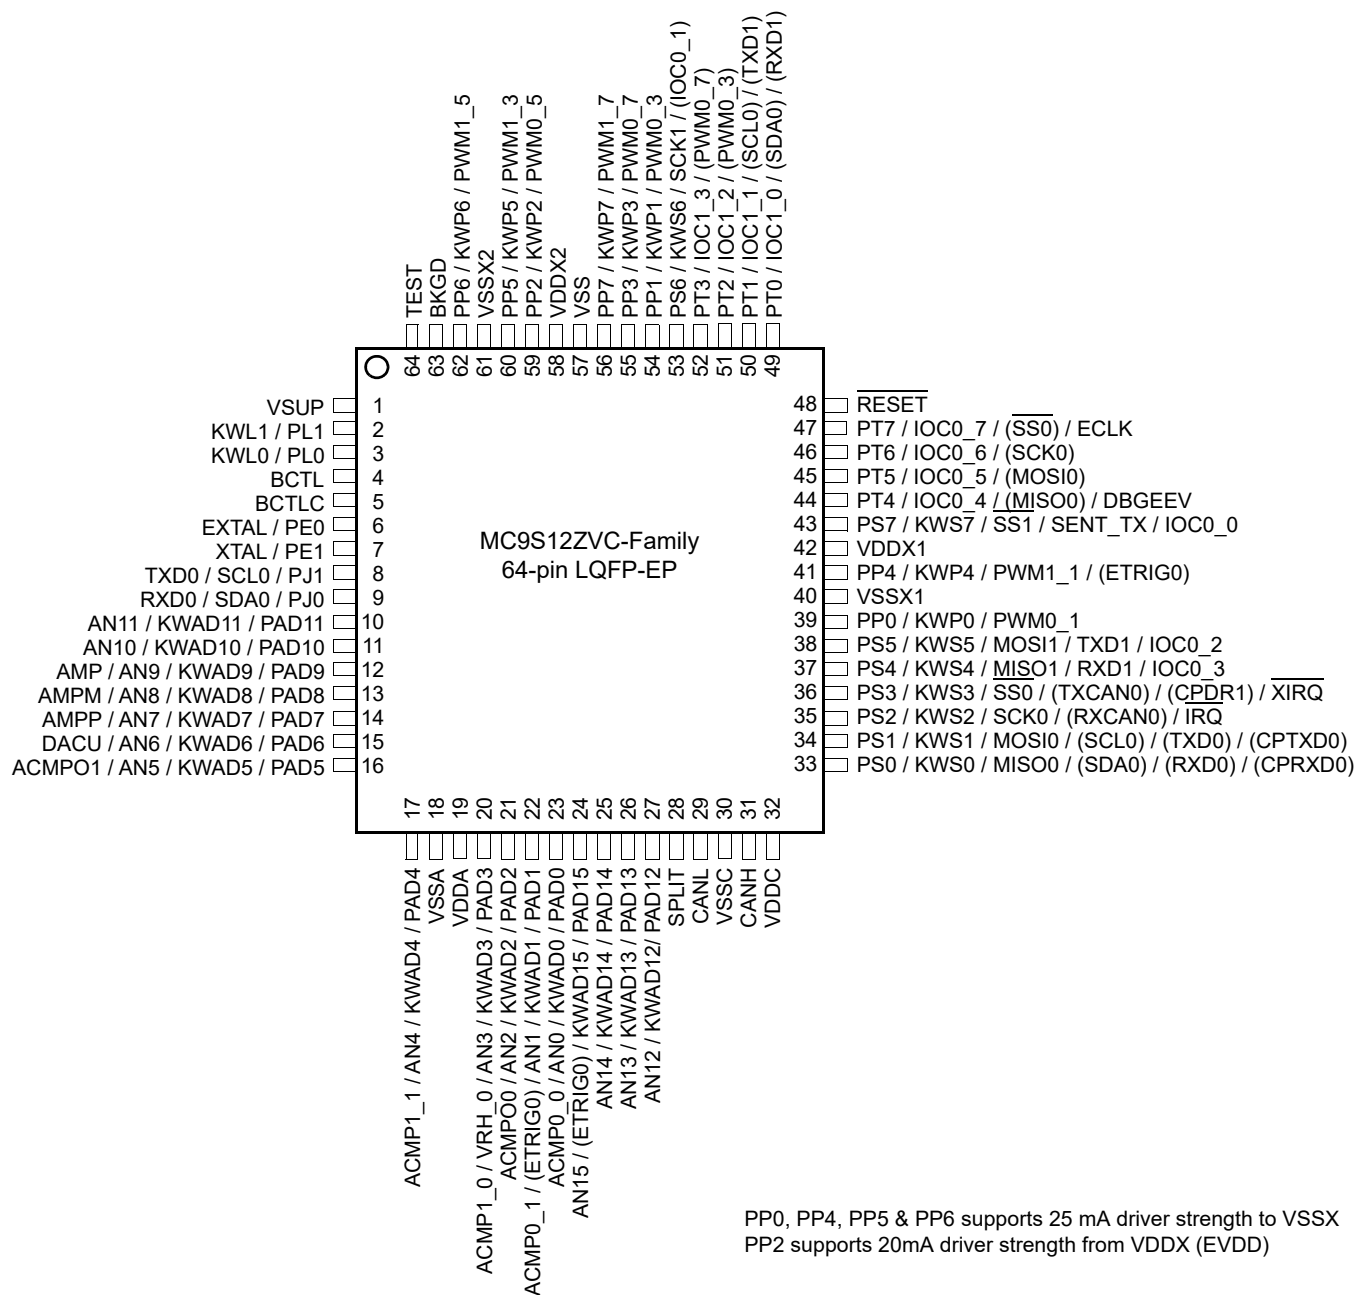 TEST
BKGD
PP6 / KWP6 / PWM1_5
VSSX2
PP5 / KWP5 / PWM1_3
PP2 / KWP2 / PWM0_5
VDDX2
VSS
PP7 / KWP7 / PWM1_7
PP3 / KWP3 / PWM0_7
PP1 / KWP1 / PWM0_3
PS6 / KWS6 / SCK1 / (IOC0_1)
PT3 / IOC1_3 / (PWM0_7)
PT2 / IOC1_2 / (PWM0_3)
PT1 / IOC1_1 / (SCL0) / (TXD1)
PT0 / IOC1_0 / (SDA0) / (RXD1)
64 63 62 61 60 59 58 57 56 55 54 53 52 51 50 49
VSUP 1
KWL1 / PL1 2
KWL0 / PL0 3
BCTL 4
BCTLC 5
EXTAL / PE0 6
XTAL / PE1 7
TXD0 / SCL0 / PJ1 8
RXD0 / SDA0 / PJ0 9
AN11 / KWAD11 / PAD11 10
AN10 / KWAD10 / PAD10 11
AMP / AN9 / KWAD9 / PAD9 12
AMPM / AN8 / KWAD8 / PAD8 13
AMPP / AN7 / KWAD7 / PAD7 14
DACU / AN6 / KWAD6 / PAD6 15
ACMPO1 / AN5 / KWAD5 / PAD5 16
MC9S12ZVC-Family
64-pin LQFP-EP
48 RESET
47 PT7 / IOC0_7 / (SS0) / ECLK
46 PT6 / IOC0_6 / (SCK0)
45 PT5 / IOC0_5 / (MOSI0)
44 PT4 / IOC0_4 / (MISO0) / DBGEEV
43 PS7 / KWS7 / SS1 / SENT_TX / IOC0_0
42 VDDX1
41 PP4 / KWP4 / PWM1_1 / (ETRIG0)
40 VSSX1
39 PP0 / KWP0 / PWM0_1
38 PS5 / KWS5 / MOSI1 / TXD1 / IOC0_2
37 PS4 / KWS4 / MISO1 / RXD1 / IOC0_3
36 PS3 / KWS3 / SS0 / (TXCAN0) / (CPDR1) / XIRQ
35 PS2 / KWS2 / SCK0 / (RXCAN0) / IRQ
34 PS1 / KWS1 / MOSI0 / (SCL0) / (TXD0) / (CPTXD0)
33 PS0 / KWS0 / MISO0 / (SDA0) / (RXD0) / (CPRXD0)
17 18 19 20 21 22 23 24 25 26 27 28 29 30 31 32
ACMP1_1 / AN4 / KWAD4 / PAD4
VSSA
VDDA
ACMP1_0 / VRH_0 / AN3 / KWAD3 / PAD3
ACMPO0 / AN2 / KWAD2 / PAD2
ACMP0_1 / (ETRIG0) / AN1 / KWAD1 / PAD1
ACMP0_0 / AN0 / KWAD0 / PAD0
AN15 / (ETRIG0) / KWAD15 / PAD15
AN14 / KWAD14 / PAD14
AN13 / KWAD13 / PAD13
AN12 / KWAD12/ PAD12
SPLIT
CANL
VSSC
CANH
VDDC
PP0, PP4, PP5 & PP6 supports 25 mA driver strength to VSSX
PP2 supports 20mA driver strength from VDDX (EVDD)